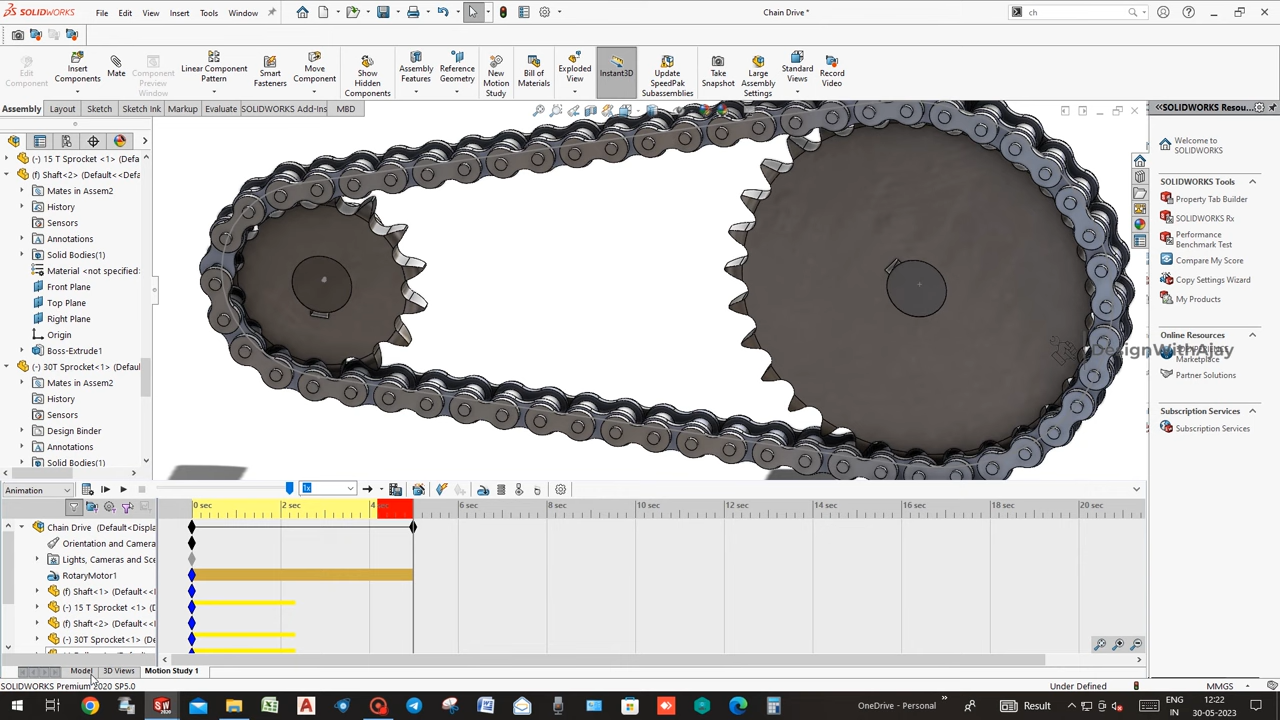 SOLIDWORKS File Edit View Insert Tools Window Chain Drive * ch
Edit Component
Insert Components
Mate
Component Preview Window
Linear Component Pattern
Smart Fasteners
Move Component
Show Hidden Components
Assembly Features
Reference Geometry
New Motion Study
Bill of Materials
Exploded View
Instant3D
Update SpeedPak Subassemblies
Take Snapshot
Large Assembly Settings
Standard Views
Record Video
Assembly Layout Sketch Sketch Ink Markup Evaluate SOLIDWORKS Add-Ins MBD
SOLIDWORKS Resou...
(-) 15 T Sprocket <1> (Defa
(f) Shaft<2> (Default<<Defa
Mates in Assem2
History
Sensors
Annotations
Solid Bodies(1)
Material <not specified>
Front Plane
Top Plane
Right Plane
Origin
Boss-Extrude1
(-) 30T Sprocket<1> (Defa
Mates in Assem2
History
Sensors
Design Binder
Annotations
Solid Bodies(1)
Welcome to SOLIDWORKS
SOLIDWORKS Tools
Property Tab Builder
SOLIDWORKS Rx
Performance Benchmark Test
Compare My Score
Copy Settings Wizard
My Products
Online Resources
Marketplace
Partner Solutions
Subscription Services
Subscription Services
DesignWithAjay
Animation 1x
0 sec 2 sec 4 sec 6 sec 8 sec 10 sec 12 sec 14 sec 16 sec 18 sec 20 sec
Chain Drive (Default<Displa
Orientation and Camera
Lights, Cameras and Sce
RotaryMotor1
(f) Shaft<1> (Default<<D
(-) 15 T Sprocket <1> (D
(f) Shaft<2> (Default<<D
(-) 30T Sprocket<1> (De
Model 3D Views Motion Study 1
SOLIDWORKS Premium 2020 SP5.0 Under Defined MMGS
OneDrive - Personal Result ENG IN 12:22 30-05-2023